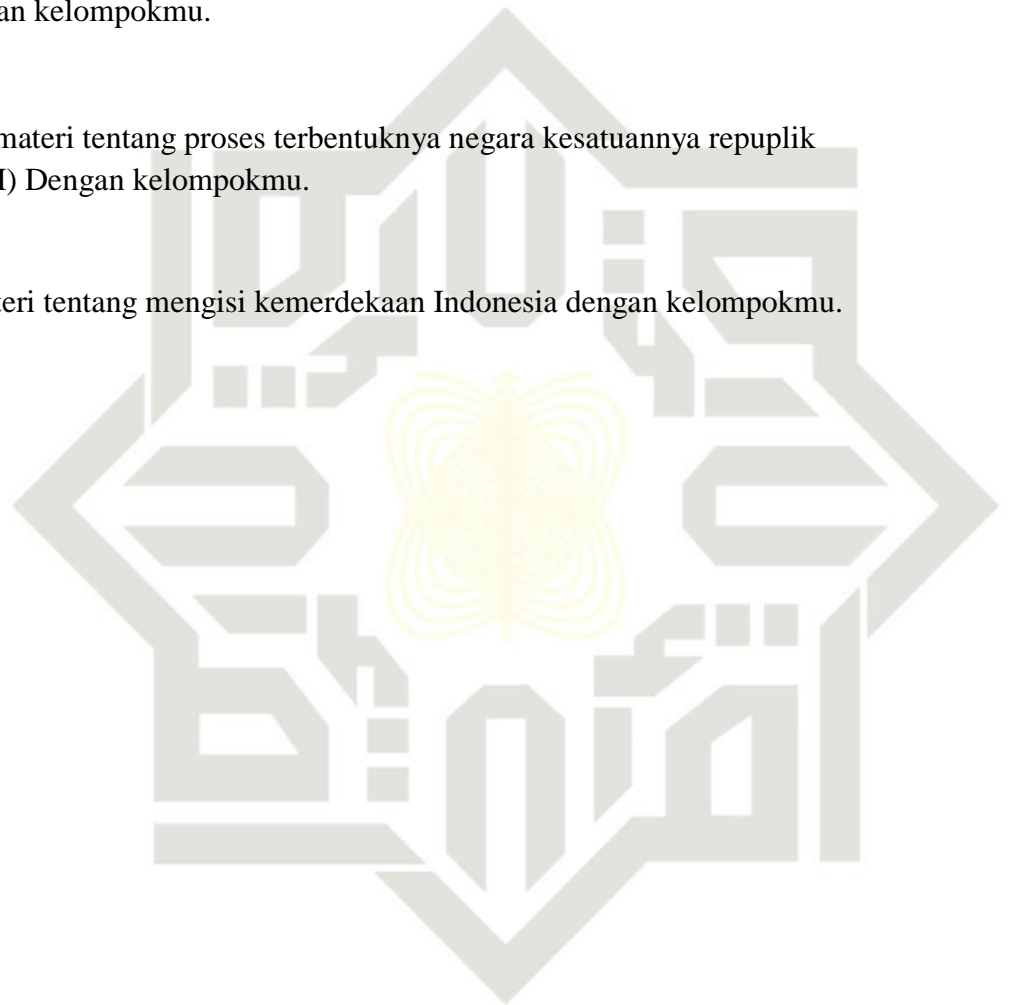 an kelompokmu.
materi tentang proses terbentuknya negara kesatuannya repuplik
I) Dengan kelompokmu.
teri tentang mengisi kemerdekaan Indonesia dengan kelompokmu.